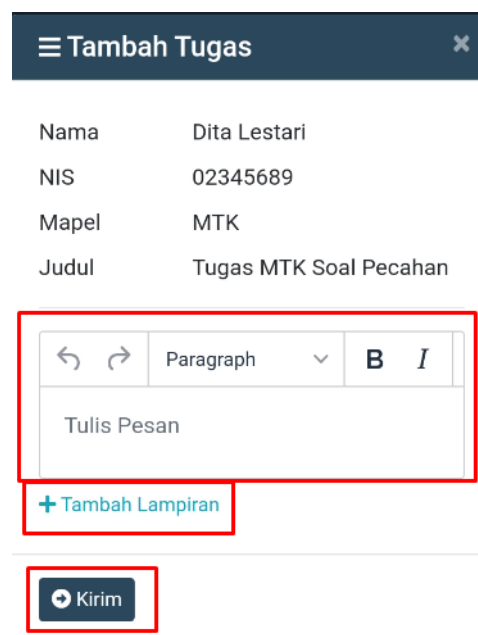 Tambah Tugas
Nama Dita Lestari
NIS 02345689
Mapel MTK
Judul Tugas MTK Soal Pecahan
Paragraph B I
Tulis Pesan
+ Tambah Lampiran
Kirim